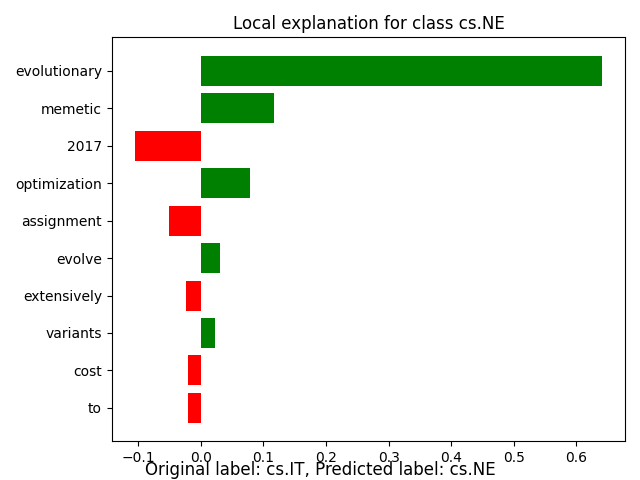 Local explanation for class cs.NE
evolutionary
memetic
2017
optimization
assignment
evolve
extensively
variants
cost
to
−0.1 0.0 0.1 0.2 0.3 0.4 0.5 0.6
Original label: cs.IT, Predicted label: cs.NE